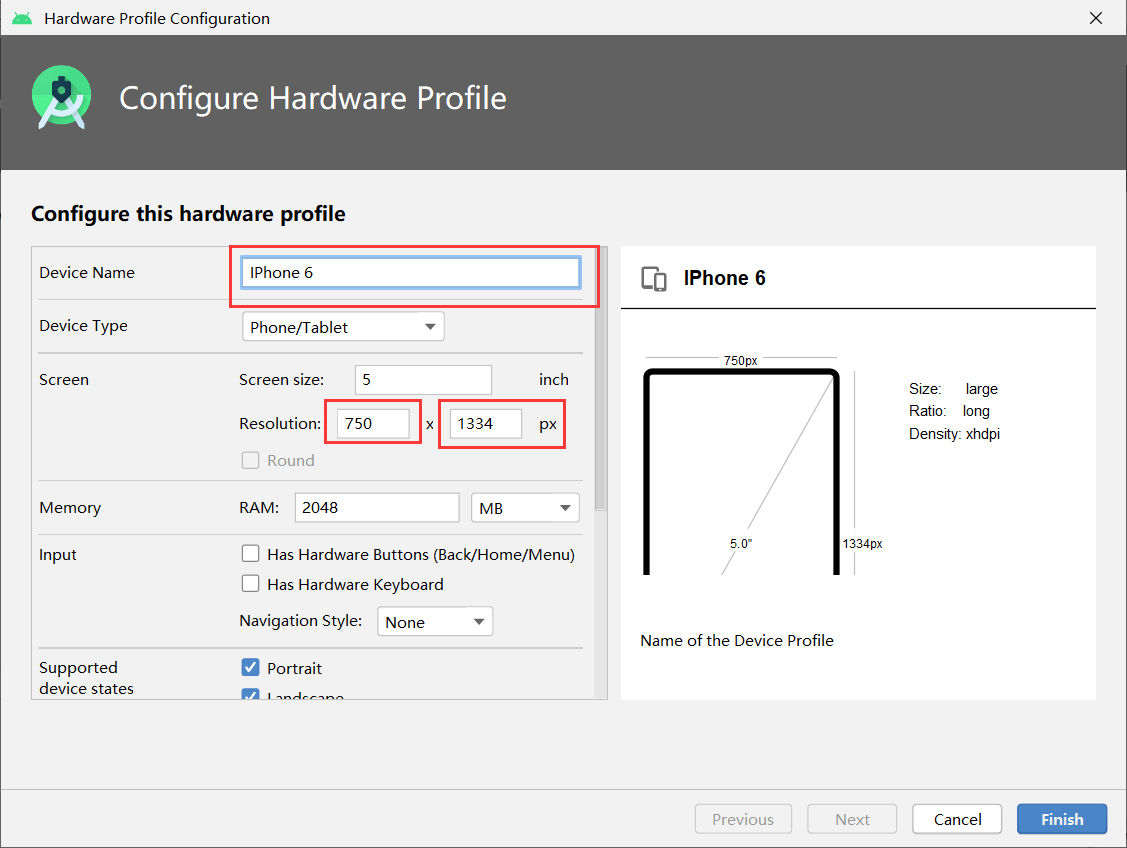 Hardware Profile Configuration
Configure Hardware Profile
Configure this hardware profile
Device Name IPhone 6
Device Type Phone/Tablet
Screen Screen size: 5 inch
Resolution: 750 x 1334 px
Round
Memory RAM: 2048 MB
Input Has Hardware Buttons (Back/Home/Menu)
Has Hardware Keyboard
Navigation Style: None
Supported device states
Portrait
Landscape
IPhone 6
750px
5.0"
1334px
Size: large
Ratio: long
Density: xhdpi
Name of the Device Profile
Previous Next Cancel Finish